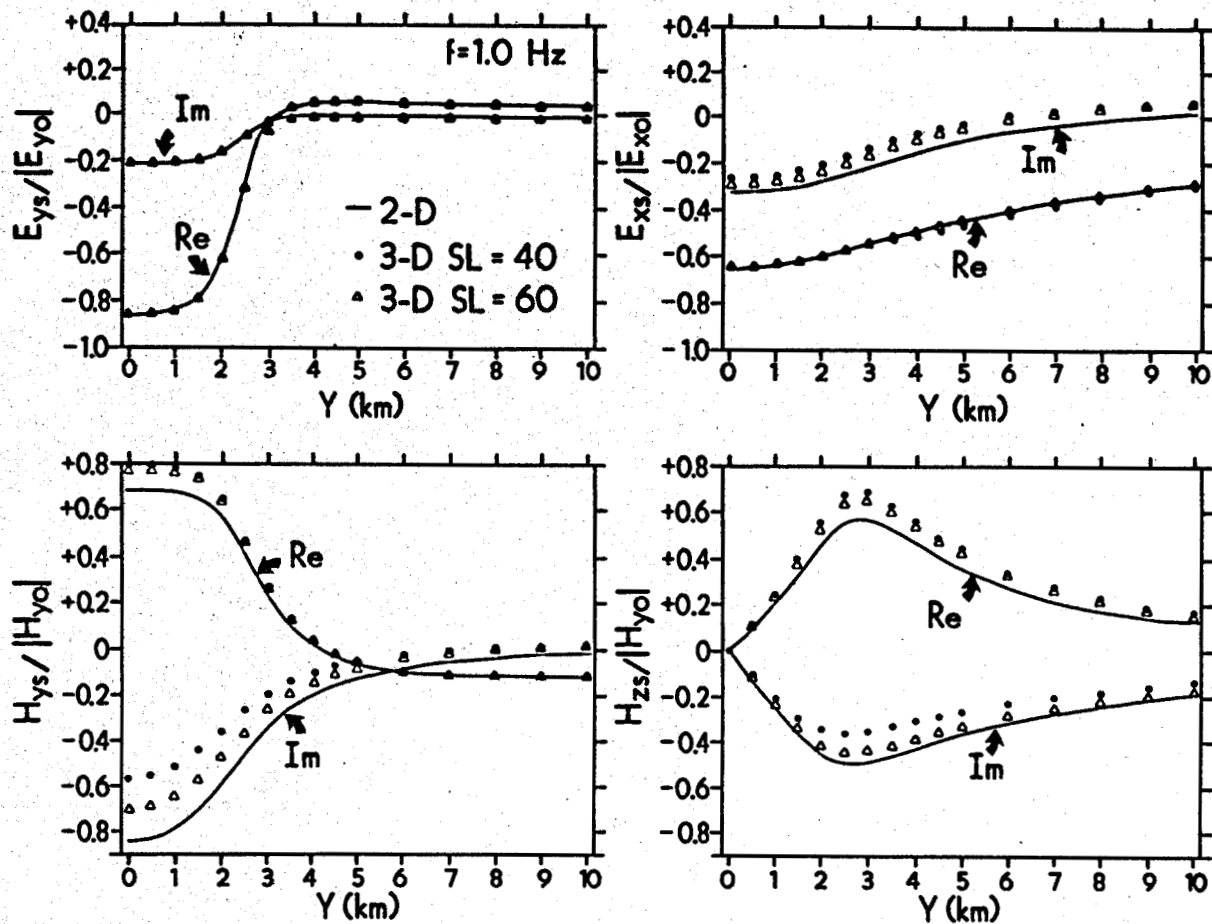 +0.4
+0.2
0
-0.2
-0.4
-0.6
-0.8
-1.0
E_ys/|E_yol
f=1.0 Hz
Im
Re
— 2-D
• 3-D SL = 40
△ 3-D SL = 60
0 1 2 3 4 5 6 7 8 9 10
Y (km)
+0.4
+0.2
0
-0.2
-0.4
-0.6
-0.8
-1.0
E_xs/|E_xol
Im
Re
0 1 2 3 4 5 6 7 8 9 10
Y (km)
+0.8
+0.6
+0.4
+0.2
0
-0.2
-0.4
-0.6
-0.8
H_ys/|H_yol
Re
Im
0 1 2 3 4 5 6 7 8 9 10
Y (km)
+0.8
+0.6
+0.4
+0.2
0
-0.2
-0.4
-0.6
-0.8
H_zs/|H_yol
Re
Im
0 1 2 3 4 5 6 7 8 9 10
Y (km)